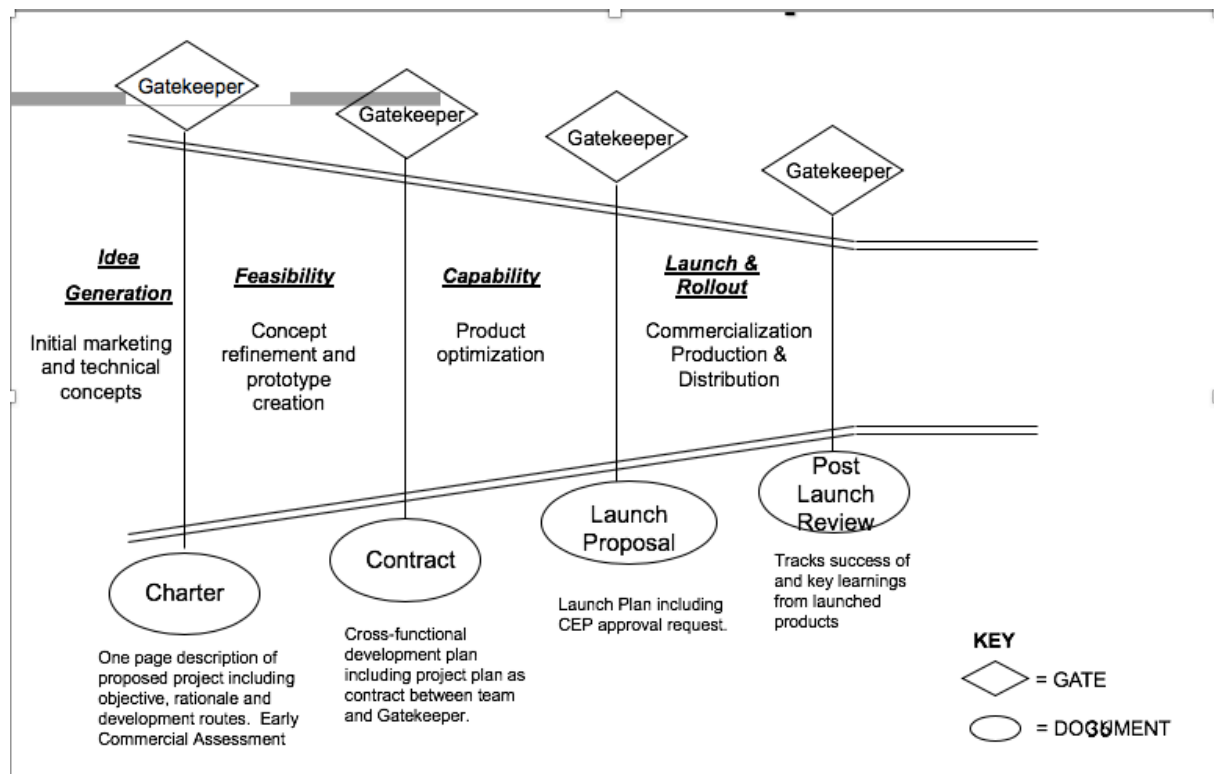 Gatekeeper
Gatekeeper
Gatekeeper
Gatekeeper
Idea
Generation
Initial marketing
and technical
concepts
Feasibility
Concept
refinement and
prototype
creation
Capability
Product
optimization
Launch &
Rollout
Commercialization
Production &
Distribution
Charter
One page description of
proposed project including
objective, rationale and
development routes. Early
Commercial Assessment
Contract
Cross-functional
development plan
including project plan as
contract between team
and Gatekeeper.
Launch
Proposal
Launch Plan including
CEP approval request.
Post
Launch
Review
Tracks success of
and key learnings
from launched
products
KEY
= GATE
= DOCUMENT